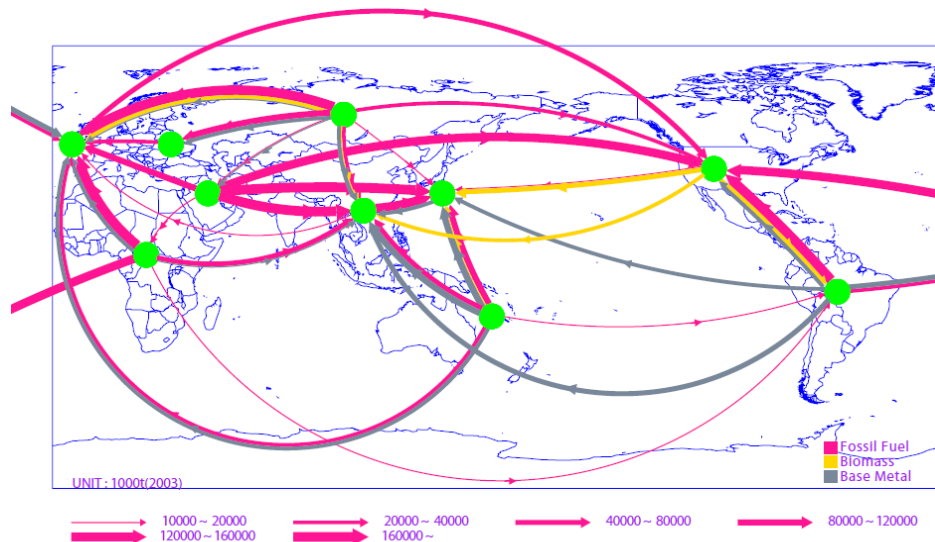 Fossil Fuel
Biomass
Base Metal
UNIT : 1000t(2003)
10000 ~ 20000
20000 ~ 40000
40000 ~ 80000
80000 ~ 120000
120000 ~ 160000
160000 ~